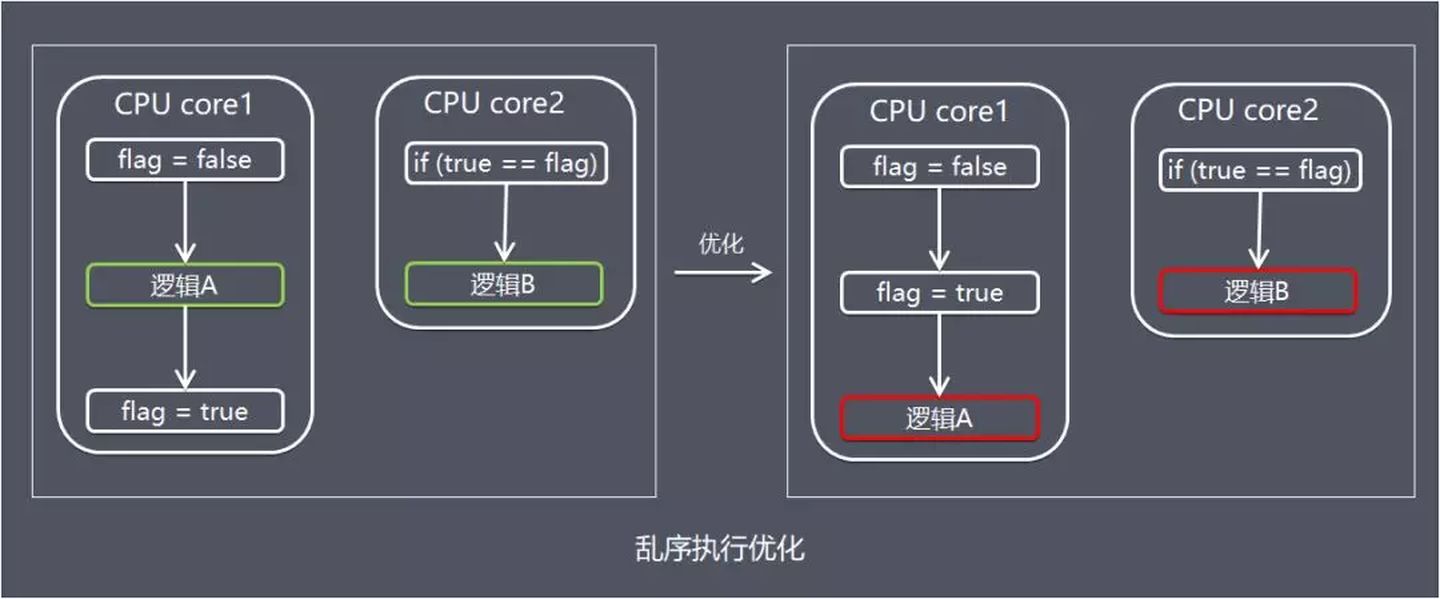 CPU core1
flag = false
逻辑A
flag = true
CPU core2
if (true == flag)
逻辑B
优化
CPU core1
flag = false
flag = true
逻辑A
CPU core2
if (true == flag)
逻辑B
乱序执行优化